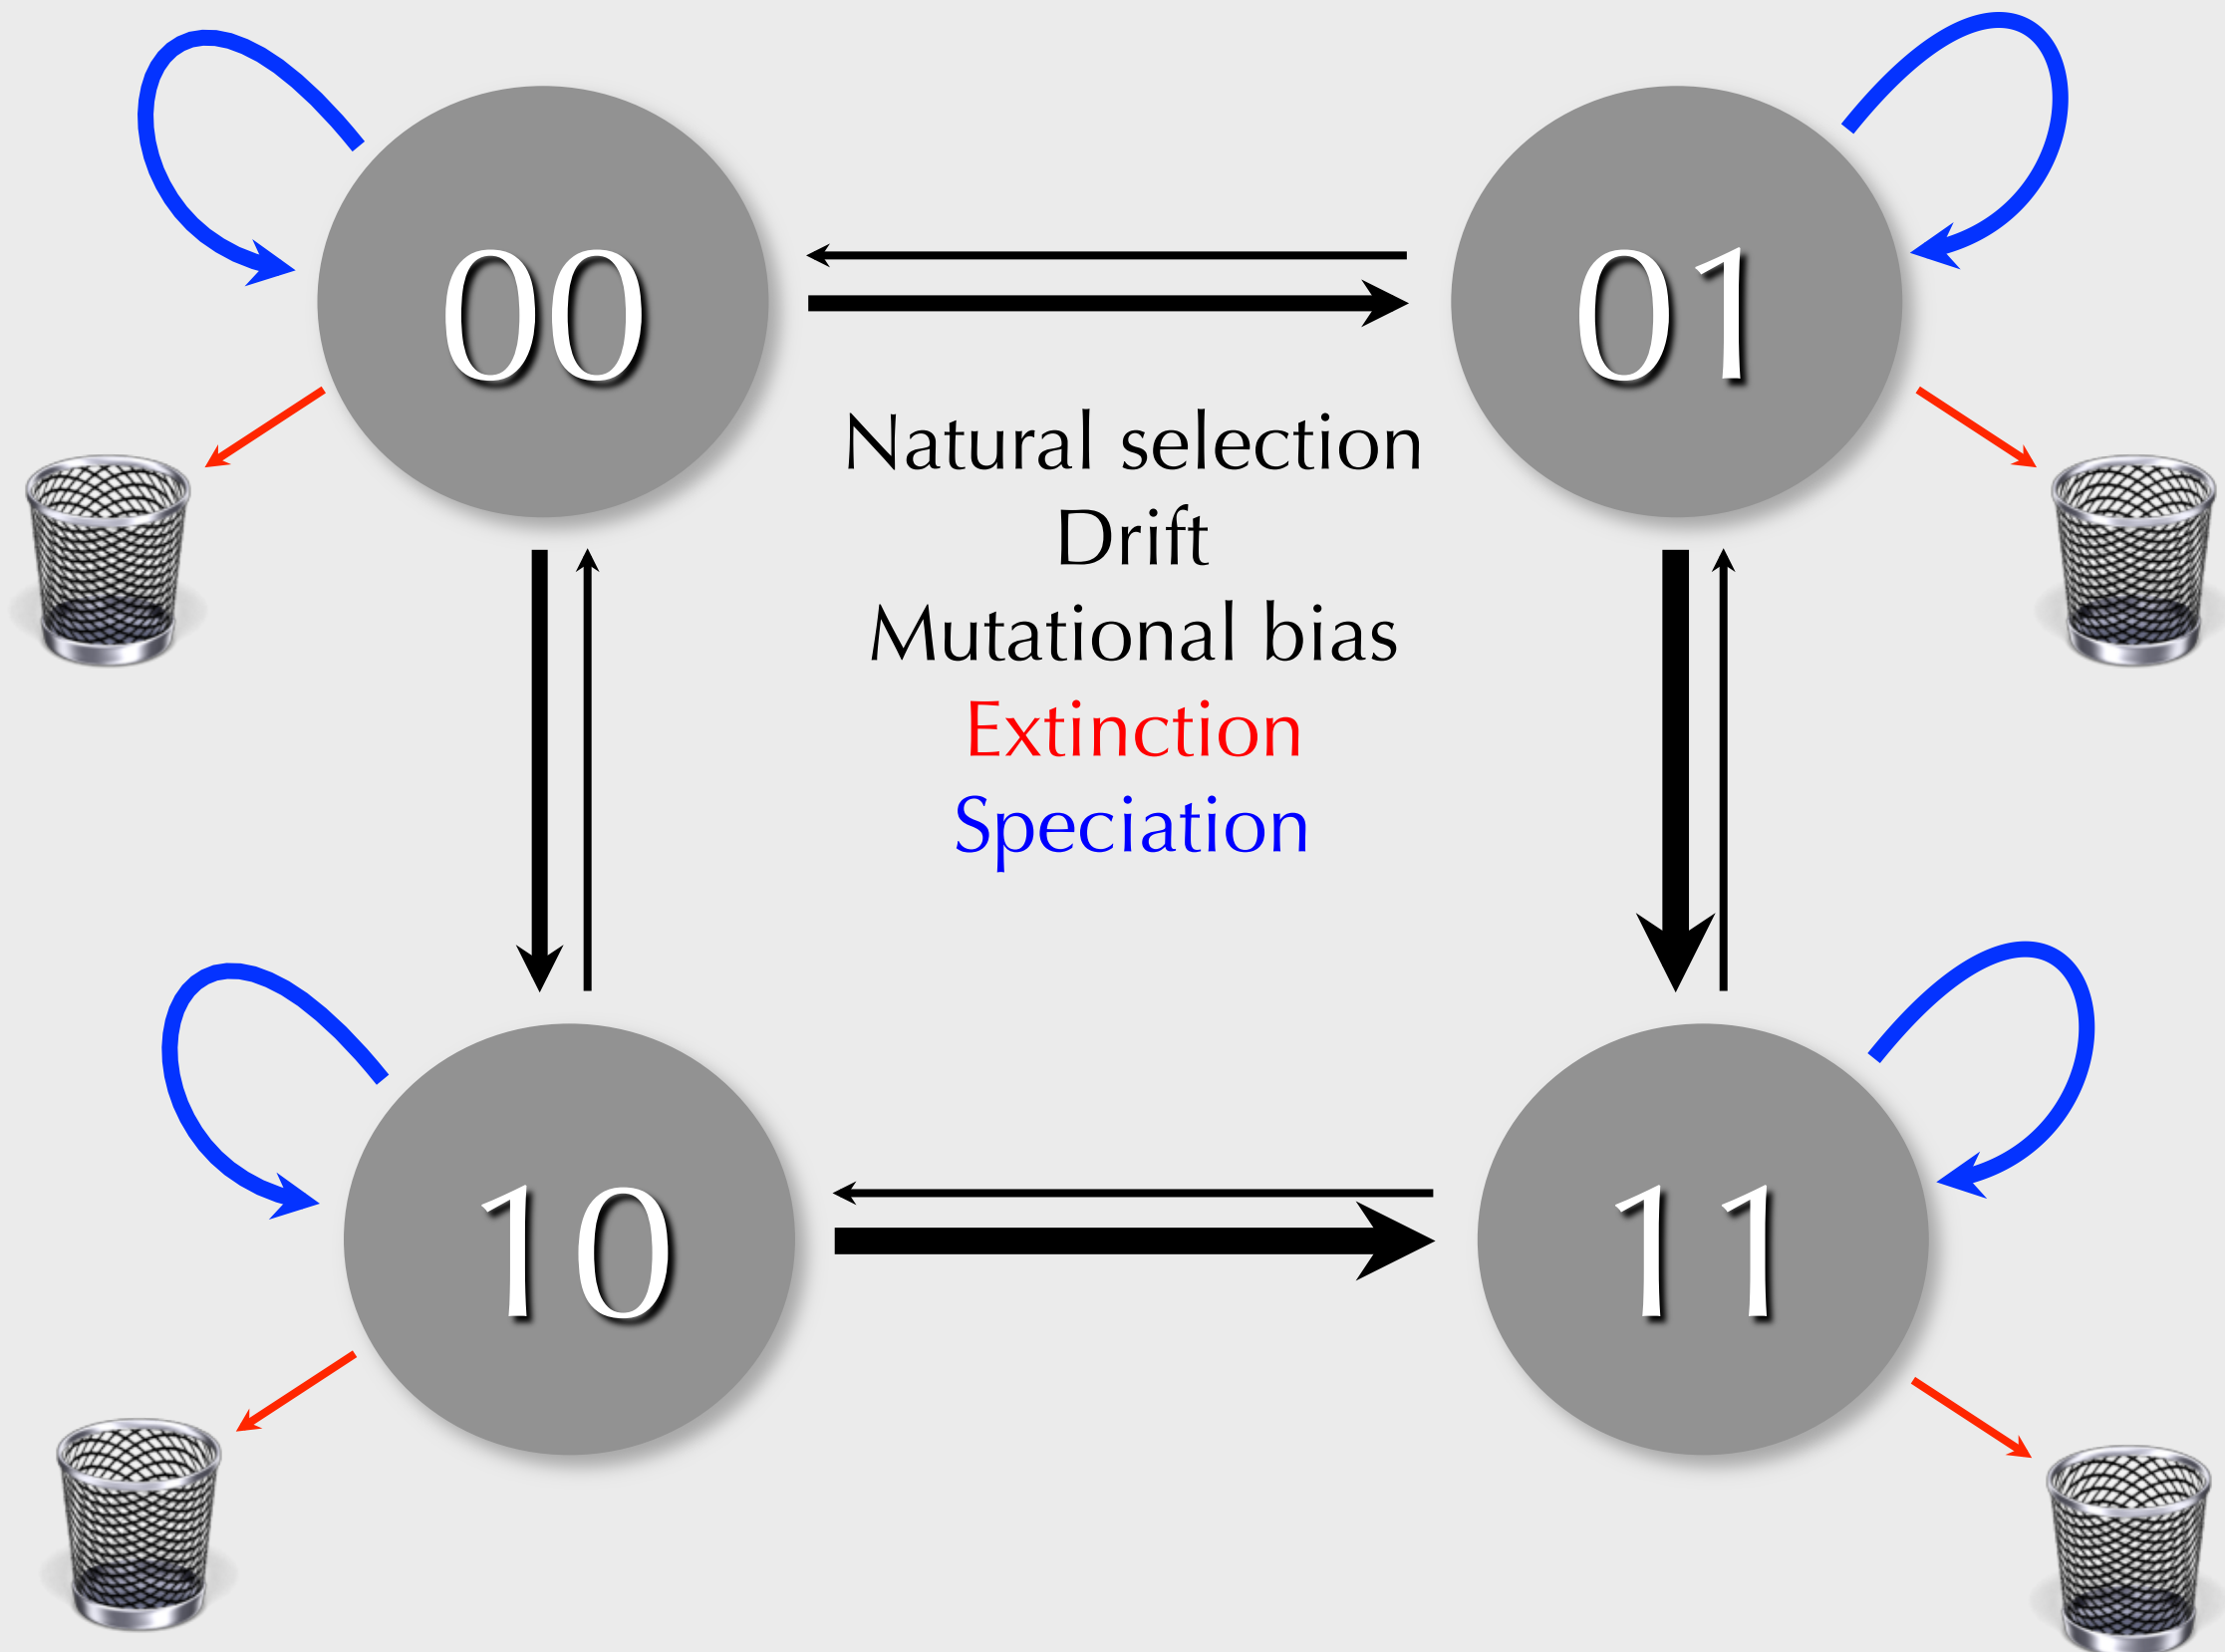 00
01
Natural selection
Drift
Mutational bias
Extinction
Speciation
10
11